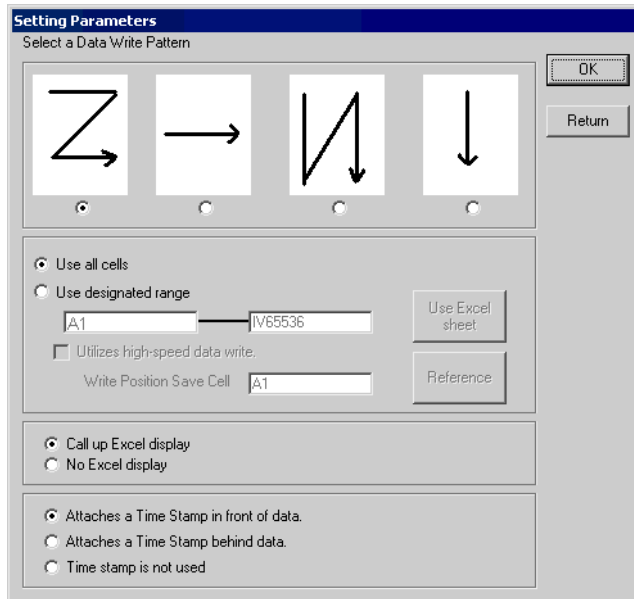 Setting Parameters
Select a Data Write Pattern
OK
Return
Use all cells
Use designated range
A1
IV65536
Use Excel
sheet
Utilizes high-speed data write.
Write Position Save Cell
A1
Reference
Call up Excel display
No Excel display
Attaches a Time Stamp in front of data.
Attaches a Time Stamp behind data.
Time stamp is not used